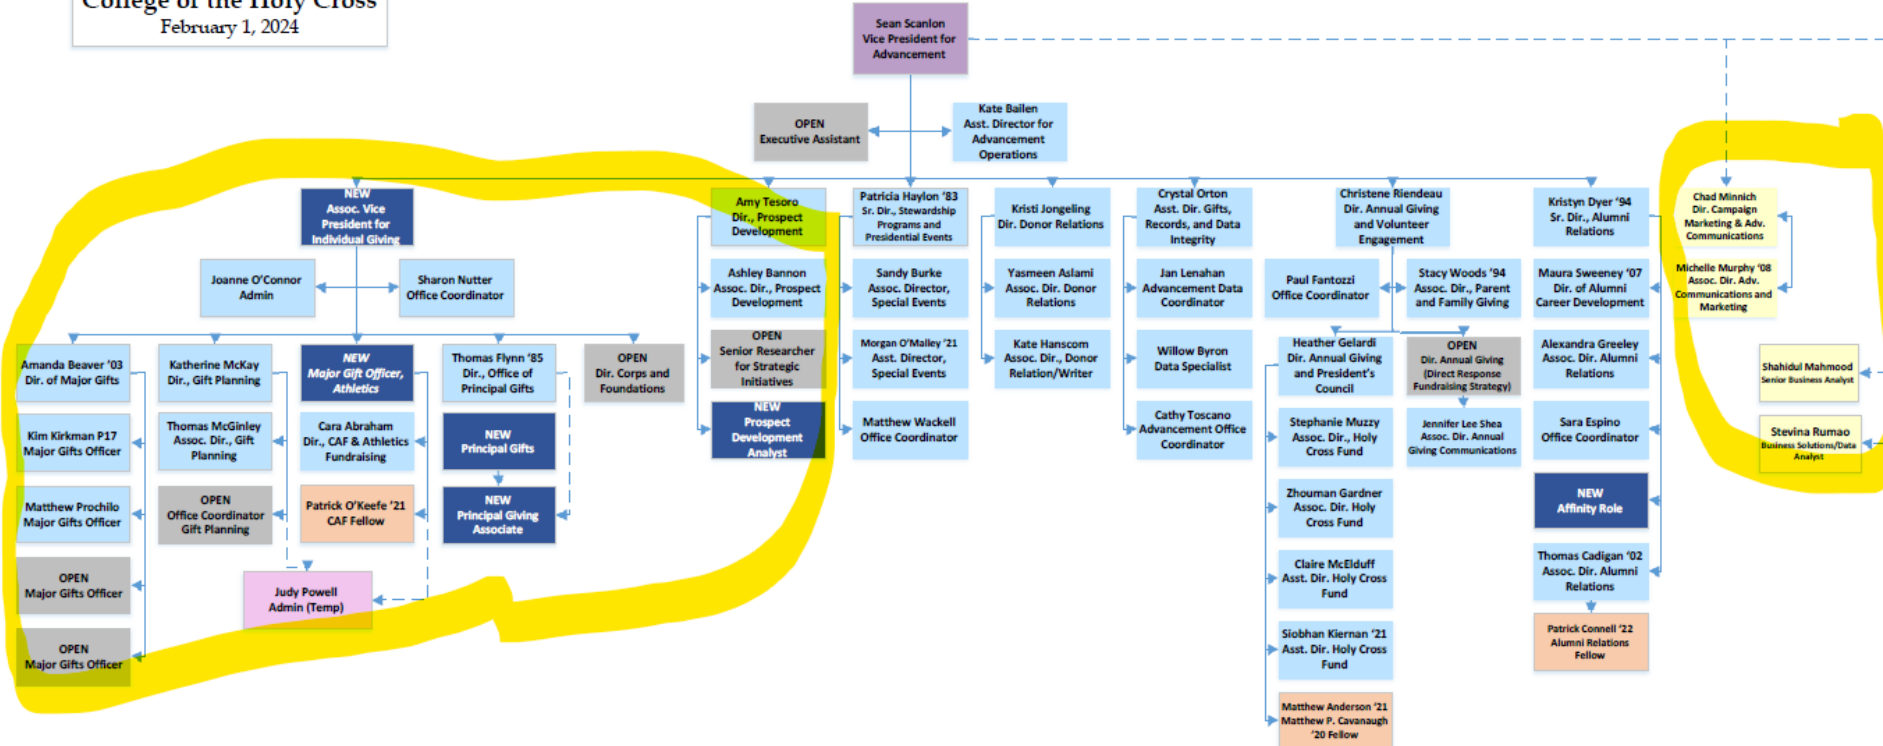 College of the Holy Cross
February 1, 2024
Sean Scanlon
Vice President for
Advancement
OPEN
Executive Assistant
Kate Bailen
Asst. Director for
Advancement
Operations
NEW
Assoc. Vice
President for
Individual Giving
Joanne O'Connor
Admin
Sharon Nutter
Office Coordinator
Amanda Beaver '03
Dir. of Major Gifts
Kim Kirkman P17
Major Gifts Officer
Matthew Prochilo
Major Gifts Officer
OPEN
Major Gifts Officer
OPEN
Major Gifts Officer
Katherine McKay
Dir., Gift Planning
Thomas McGinley
Assoc. Dir., Gift
Planning
OPEN
Office Coordinator
Gift Planning
Judy Powell
Admin (Temp)
NEW
Major Gift Officer,
Athletics
Cara Abraham
Dir., CAF & Athletics
Fundraising
Patrick O'Keefe '21
CAF Fellow
Thomas Flynn '85
Dir., Office of
Principal Gifts
NEW
Principal Gifts
NEW
Principal Giving
Associate
OPEN
Dir. Corps and
Foundations
Amy Tesoro
Dir., Prospect
Development
Ashley Bannon
Assoc. Dir., Prospect
Development
OPEN
Senior Researcher
for Strategic
Initiatives
NEW
Prospect
Development
Analyst
Patricia Haylon '83
Sr. Dir., Stewardship
Programs and
Presidential Events
Sandy Burke
Assoc. Director,
Special Events
Morgan O'Malley '21
Asst. Director,
Special Events
Matthew Wackell
Office Coordinator
Kristi Jongeling
Dir. Donor Relations
Yasmeen Aslami
Assoc. Dir. Donor
Relations
Kate Hanscom
Assoc. Dir., Donor
Relation/Writer
Crystal Orton
Asst. Dir. Gifts,
Records, and Data
Integrity
Jan Lenahan
Advancement Data
Coordinator
Willow Byron
Data Specialist
Cathy Toscano
Advancement Office
Coordinator
Christene Riendeau
Dir. Annual Giving
and Volunteer
Engagement
Paul Fantozzi
Office Coordinator
Stacy Woods '94
Assoc. Dir., Parent
and Family Giving
Heather Gelardi
Dir. Annual Giving
and President's
Council
Stephanie Muzzy
Assoc. Dir., Holy
Cross Fund
Zhouman Gardner
Assoc. Dir. Holy
Cross Fund
Claire McElduff
Asst. Dir. Holy Cross
Fund
Siobhan Kiernan '21
Asst. Dir. Holy Cross
Fund
Matthew Anderson '21
Matthew P. Cavanaugh
'20 Fellow
OPEN
Dir. Annual Giving
(Direct Response
Fundraising Strategy)
Jennifer Lee Shea
Assoc. Dir. Annual
Giving Communications
Kristyn Dyer '94
Sr. Dir., Alumni
Relations
Maura Sweeney '07
Dir. of Alumni
Career Development
Alexandra Greeley
Assoc. Dir. Alumni
Relations
Sara Espino
Office Coordinator
NEW
Affinity Role
Thomas Cadigan '02
Assoc. Dir. Alumni
Relations
Patrick Connell '22
Alumni Relations
Fellow
Chad Minnich
Dir. Campaign
Marketing & Adv.
Communications
Michelle Murphy '08
Assoc. Dir. Adv.
Communications and
Marketing
Shahidul Mahmood
Senior Business Analyst
Stevina Rumao
Business Solutions/Data
Analyst